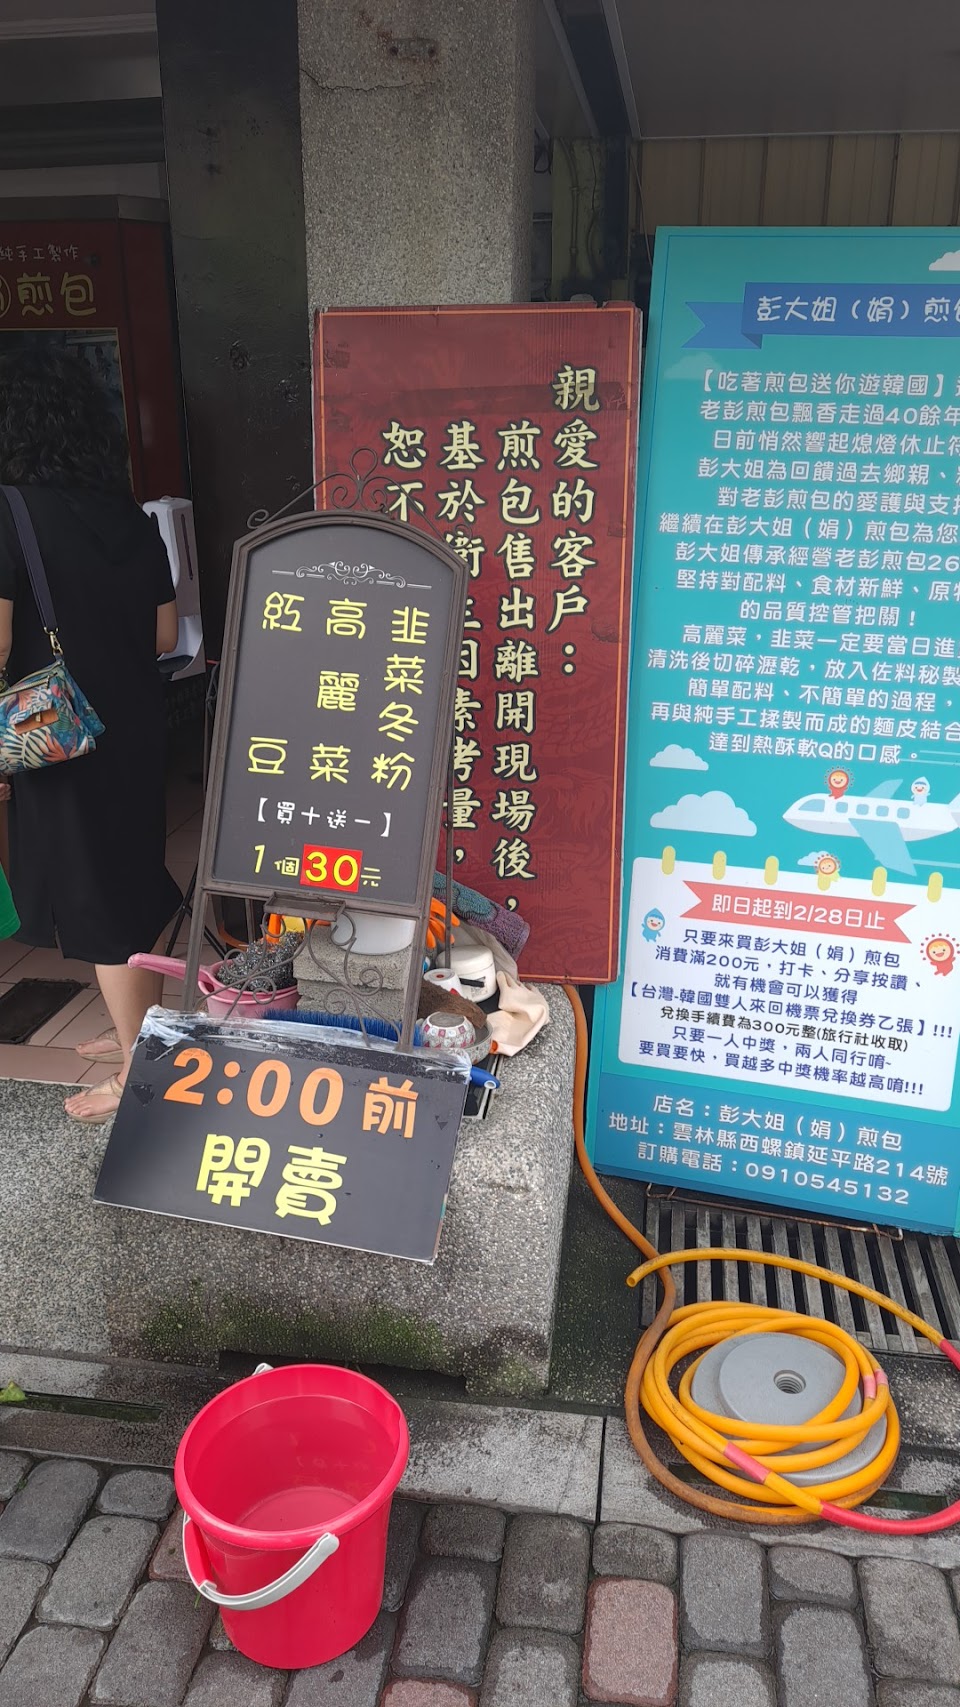 純手工製作
煎包
親愛的客戶：
煎包售出離開現場後，
基於衛生因素考量，
恕不
韭菜冬粉
高麗菜
紅豆
【買十送一】
1個30元
2:00前
開賣
彭大姐（娟）煎包
【吃著煎包送你遊韓國】
老彭煎包飄香走過40餘年
日前悄然響起熄燈休止符
彭大姐為回饋過去鄉親、
對老彭煎包的愛護與支持
繼續在彭大姐（娟）煎包為您
彭大姐傳承經營老彭煎包26
堅持對配料、食材新鮮、原物
的品質控管把關！
高麗菜，韭菜一定要當日進
清洗後切碎瀝乾，放入佐料秘製
簡單配料、不簡單的過程，
再與純手工揉製而成的麵皮結合
達到熱酥軟Q的口感。
即日起到2/28日止
只要來買彭大姐（娟）煎包
消費滿200元，打卡、分享按讚、
就有機會可以獲得
【台灣-韓國雙人來回機票兌換券乙張】!!!
兌換手續費為300元整(旅行社收取)
只要一人中獎，兩人同行唷~
要買要快，買越多中獎機率越高唷!!!
店名：彭大姐（娟）煎包
地址：雲林縣西螺鎮延平路214號
訂購電話：0910545132